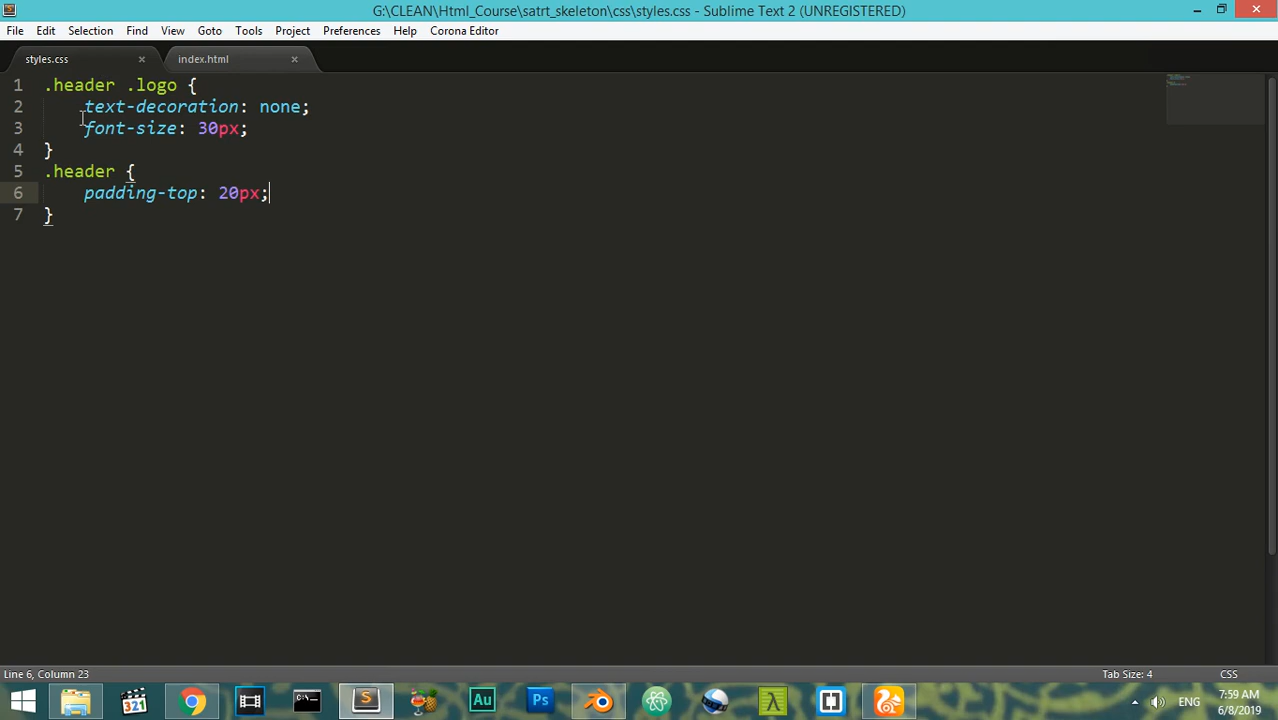 G:\CLEAN\Html_Course\satrt_skeleton\css\styles.css - Sublime Text 2 (UNREGISTERED)
File Edit Selection Find View Goto Tools Project Preferences Help Corona Editor
styles.css × index.html ×
1 .header .logo {
2 text-decoration: none;
3 font-size: 30px;
4 }
5 .header {
6 padding-top: 20px;
7 }
Line 6, Column 23 Tab Size: 4 CSS
321 S Au Ps λ
ENG
7:59 AM
6/8/2019